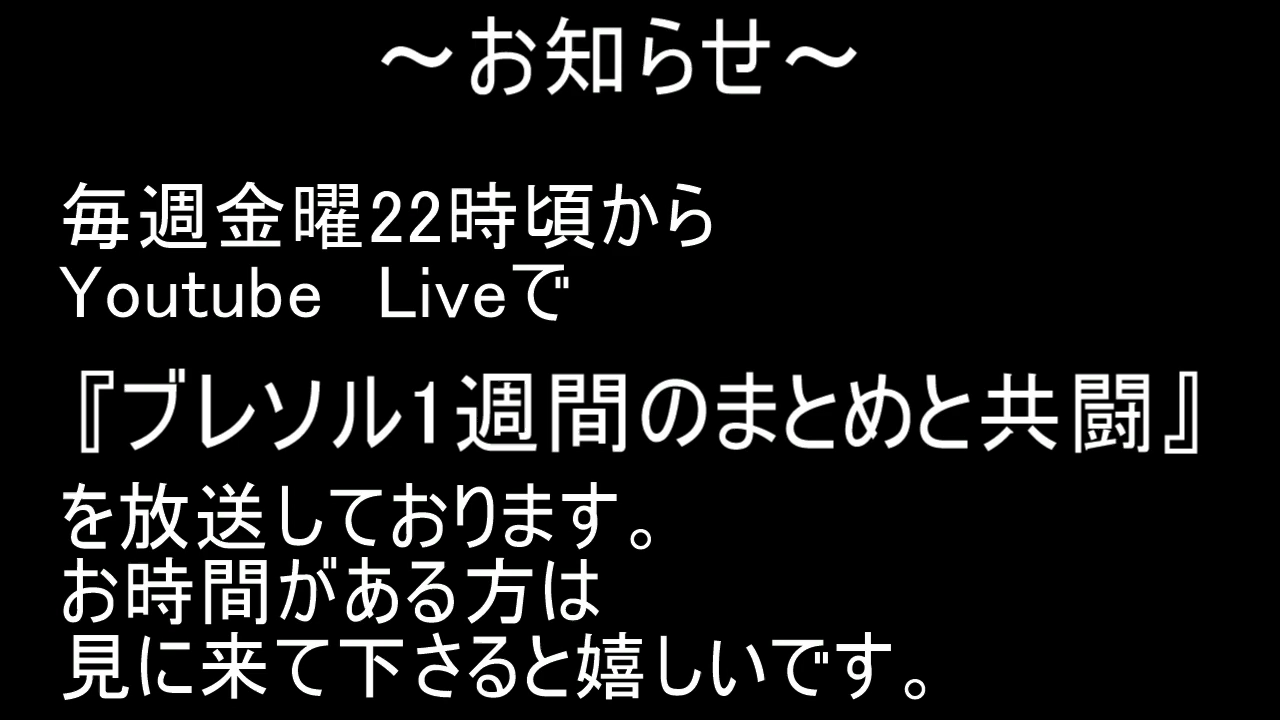 ～お知らせ～
毎週金曜22時頃から
Youtube　Liveで
『ブレソル1週間のまとめと共闘』
を放送しております。
お時間がある方は
見に来て下さると嬉しいです。